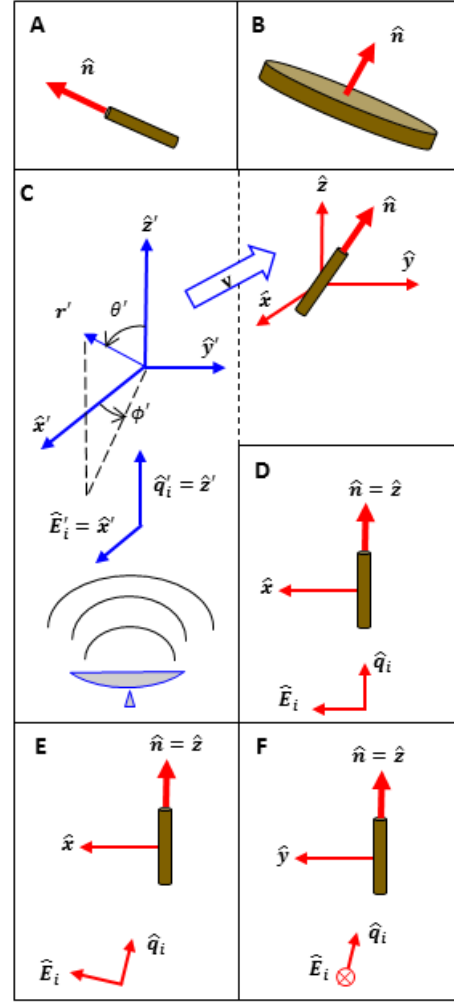 A
n̂
B
n̂
C
ẑ′
r′
θ′
ŷ′
x̂′
ϕ′
v
ẑ
n̂
ŷ
x̂
q̂′ᵢ = ẑ′
Ê′ᵢ = x̂′
D
n̂ = ẑ
x̂
q̂ᵢ
Êᵢ
E
n̂ = ẑ
x̂
q̂ᵢ
Êᵢ
F
n̂ = ẑ
ŷ
q̂ᵢ
Êᵢ